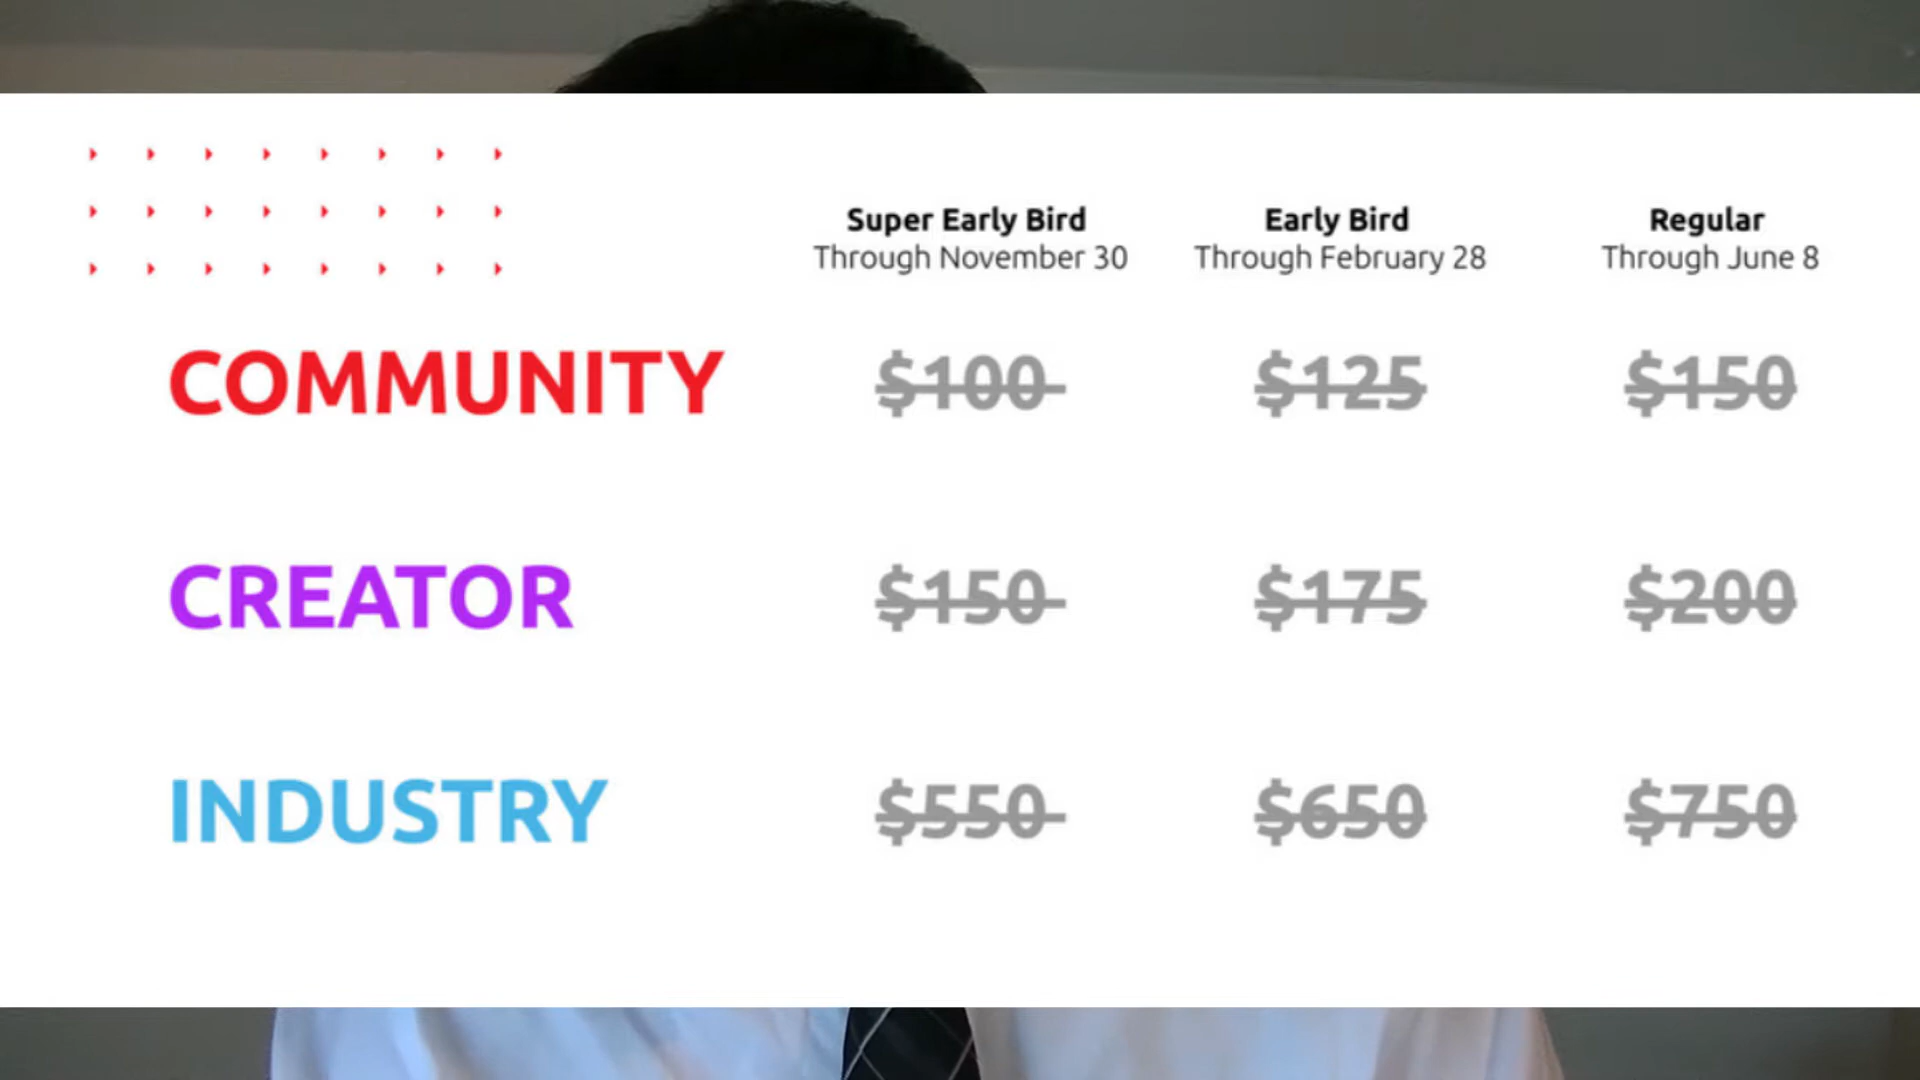 Super Early Bird Early Bird Regular
Through November 30 Through February 28 Through June 8
COMMUNITY $100 $125 $150
CREATOR $150 $175 $200
INDUSTRY $550 $650 $750